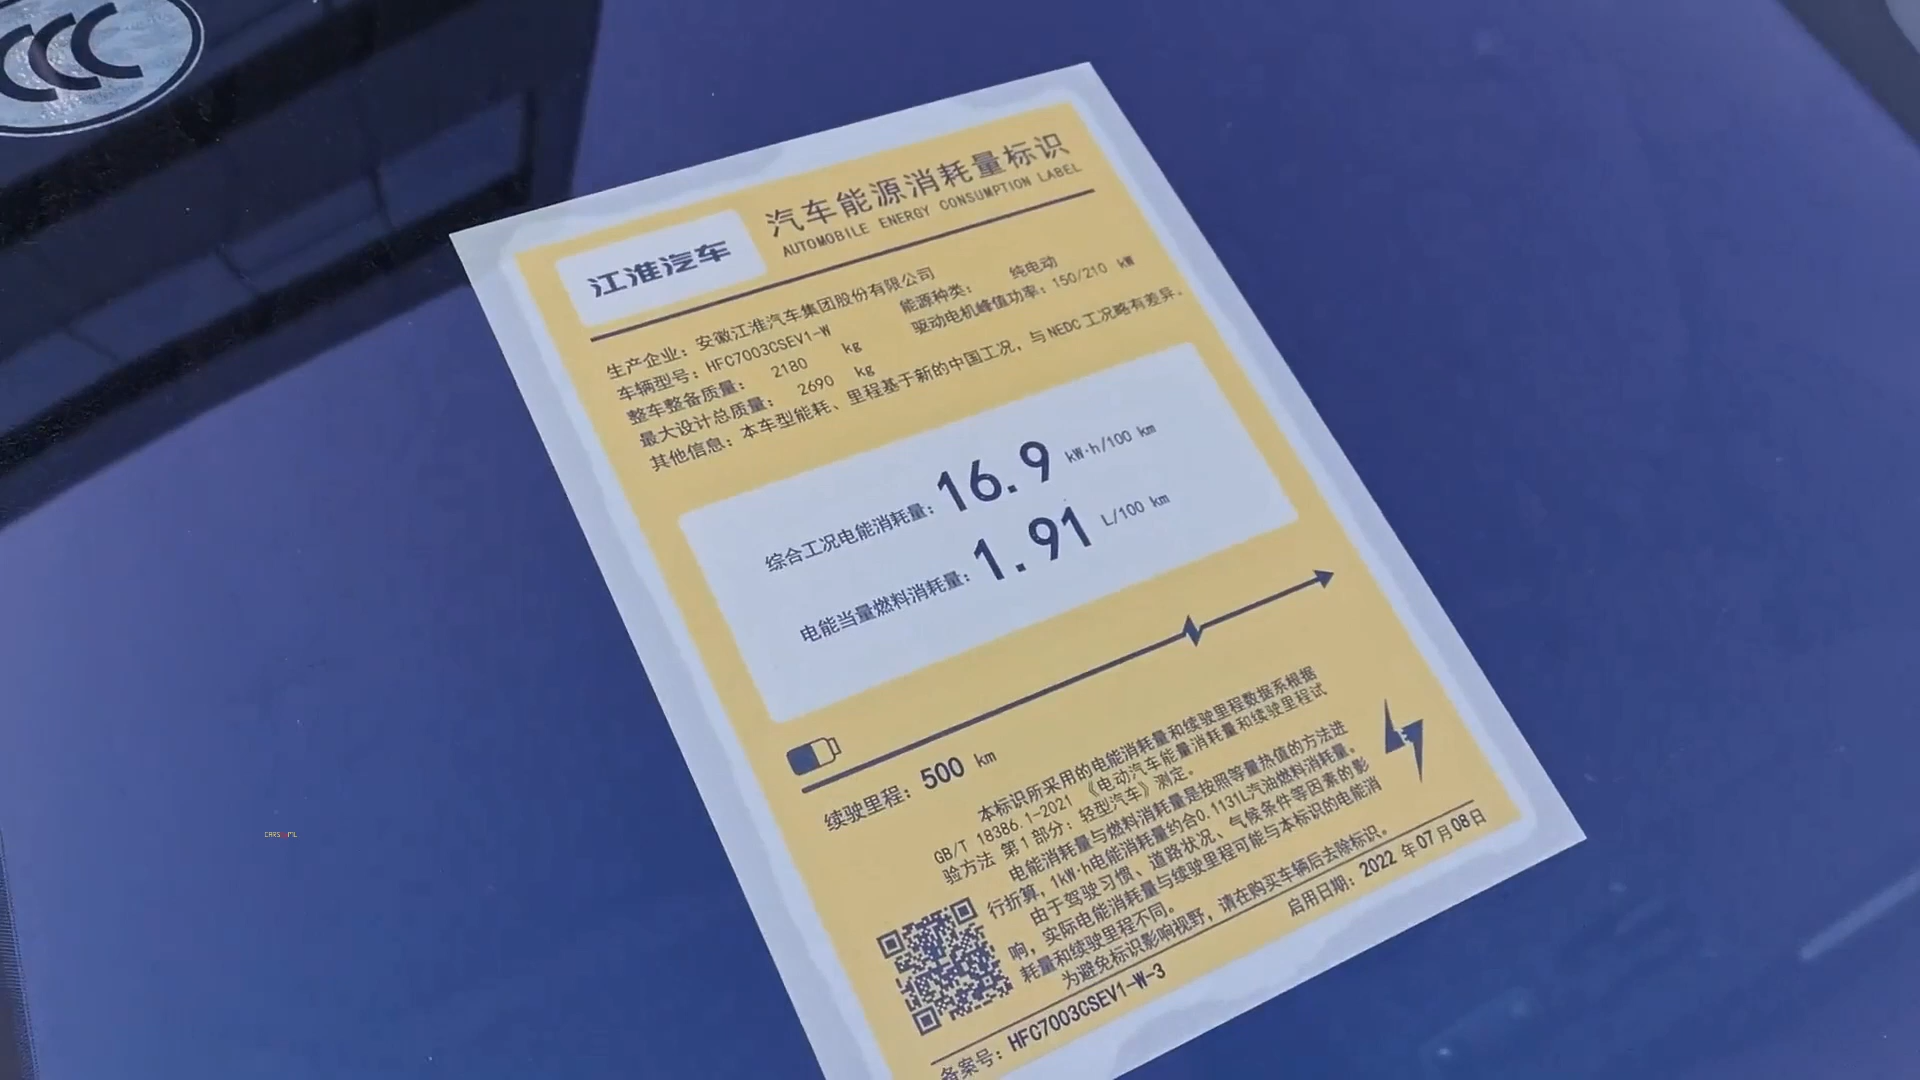 CCC
汽车能源消耗量标识
AUTOMOBILE ENERGY CONSUMPTION LABEL
江淮汽车
生产企业：安徽江淮汽车集团股份有限公司
车辆型号：HFC7003CSEV1-W
能源种类： 纯电动
整车整备质量： 2180 kg
驱动电机峰值功率：150/210 kW
最大设计总质量： 2690 kg
其他信息：本车型能耗、里程基于新的中国工况，与NEDC工况略有差异。
综合工况电能消耗量：16.9 kW·h/100 km
电能当量燃料消耗量：1.91 L/100 km
续驶里程：500 km
本标识所采用的电能消耗量和续驶里程数据系根据
GB/T 18386.1-2021 《电动汽车能量消耗量和续驶里程试
验方法 第1部分：轻型汽车》测定。
电能消耗量与燃料消耗量是按照等量热值的方法进
行折算，1kW·h电能消耗量约合0.1131L汽油燃料消耗量。
由于驾驶习惯、道路状况、气候条件等因素的影
响，实际电能消耗量与续驶里程可能与本标识的电能消
耗量和续驶里程不同。
为避免标识影响视野，请在购买车辆后去除标识。
备案号：HFC7003CSEV1-W-3
启用日期：2022 年07月08日